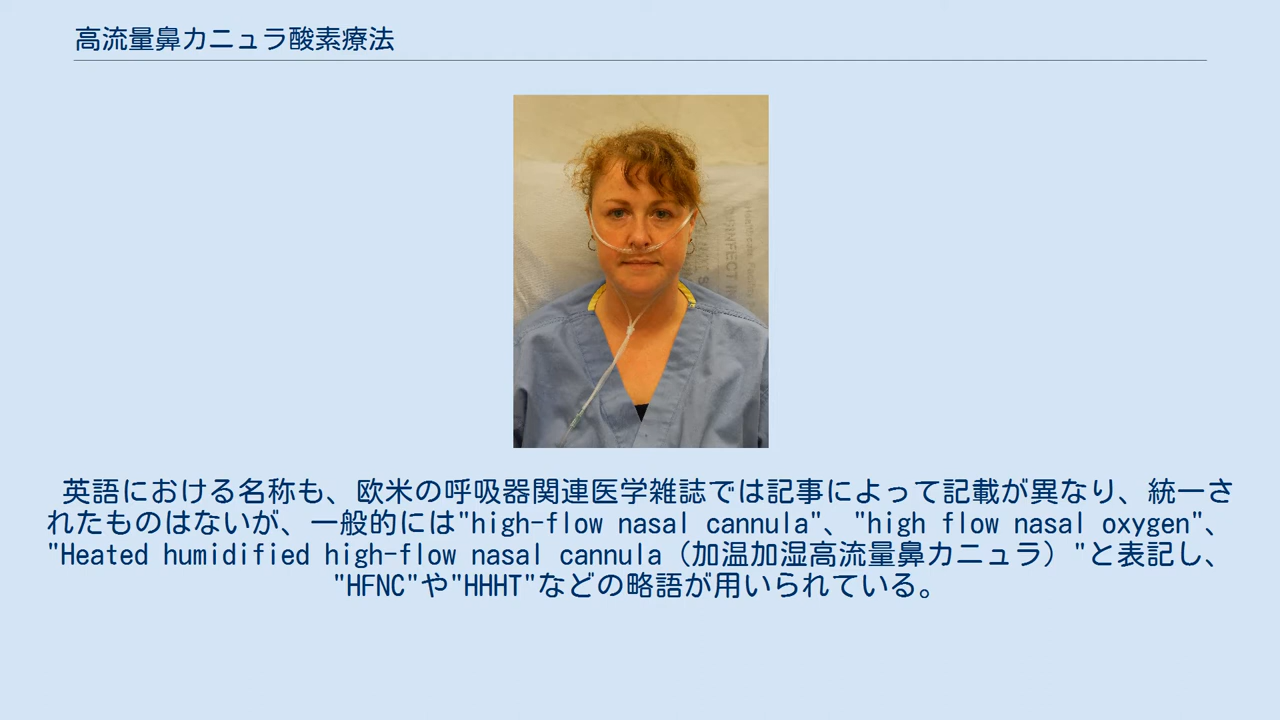 高流量鼻カニュラ酸素療法
英語における名称も、欧米の呼吸器関連医学雑誌では記事によって記載が異なり、統一さ
れたものはないが、一般的には"high-flow nasal cannula"、"high flow nasal oxygen"、
"Heated humidified high-flow nasal cannula（加温加湿高流量鼻カニュラ）"と表記し、
"HFNC"や"HHHT"などの略語が用いられている。